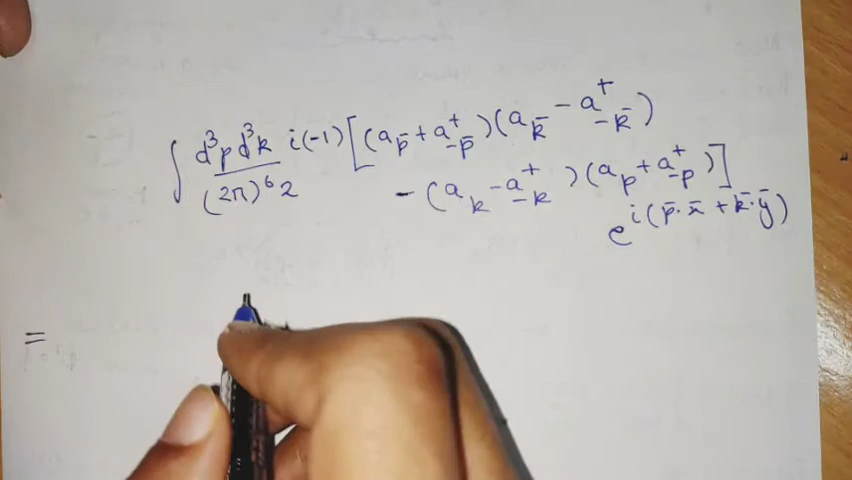 ∫ d³p d³k / (2π)⁶ 2 i(-1) [(a_p̄ + a†_-p̄)(a_k̄ - a†_-k̄)
- (a_k - a†_-k)(a_p + a†_-p)]
e^i(p̄·x̄ + k̄·ȳ)
=